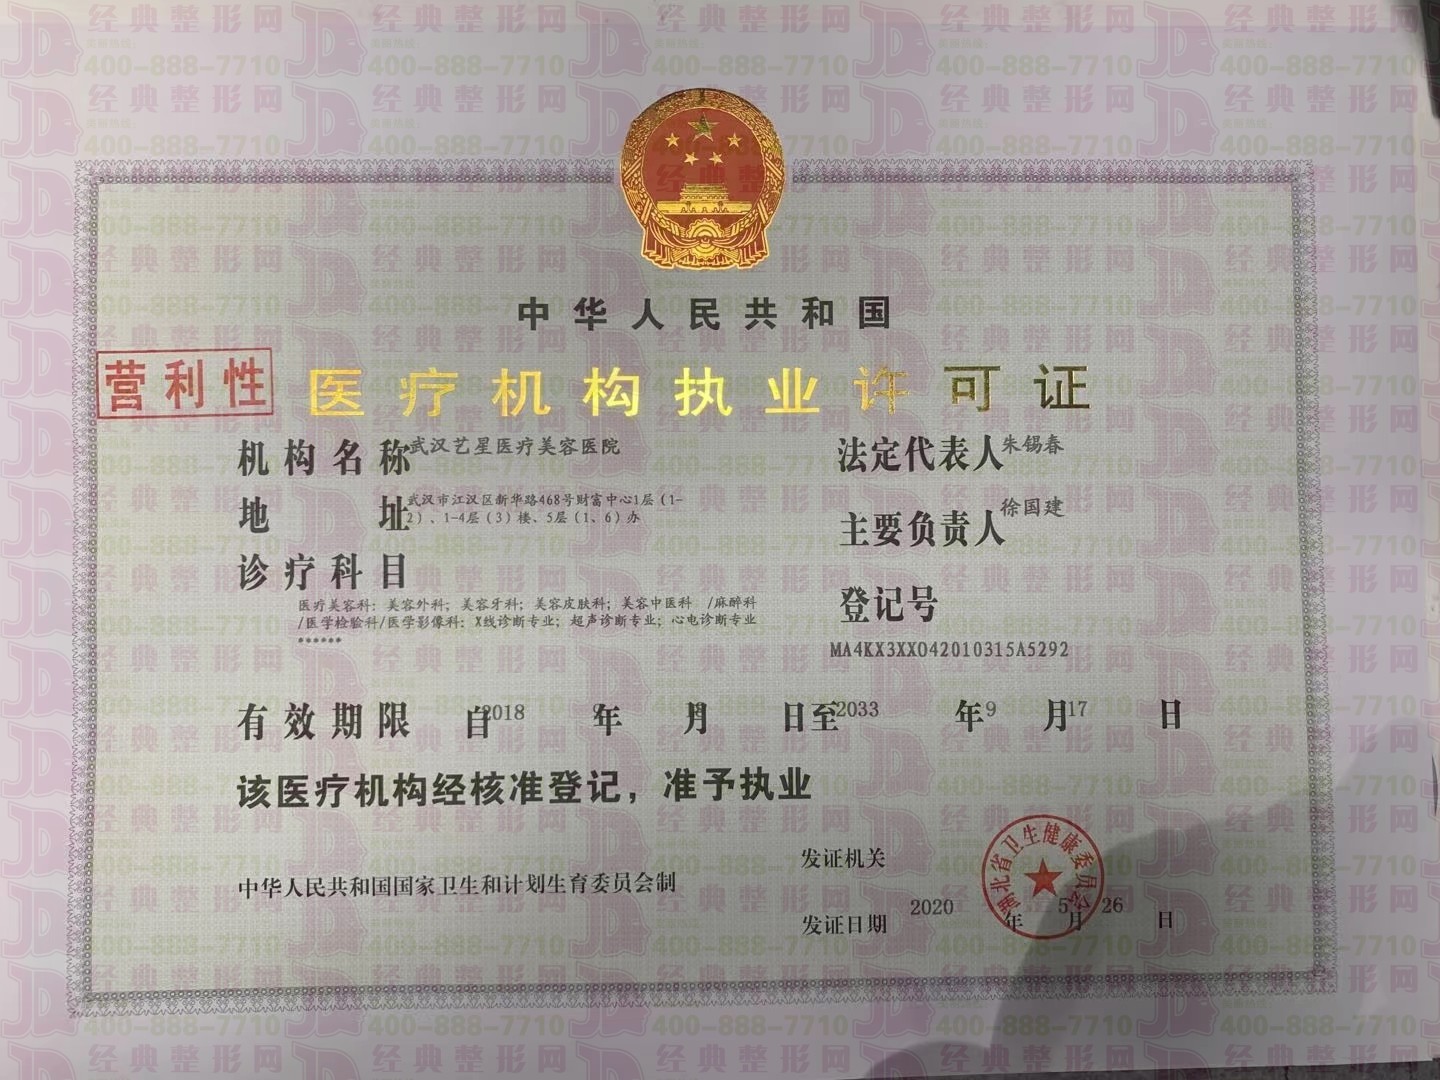 中华人民共和国
营利性
医疗机构执业许可证
机构名称 武汉艺星医疗美容医院
法定代表人 朱锡春
地 址 武汉市江汉区新华路468号财富中心1层（1-
2）、1-4层（3）楼、5层（1、6）办
主要负责人 徐国建
诊疗科目
医疗美容科；美容外科；美容牙科；美容皮肤科；美容中医科 /麻醉科
/医学检验科/医学影像科；X线诊断专业；超声诊断专业；心电诊断专业
******
登记号
MA4KX3XX042010315A5292
有效期限 自2018 年 月 日至2033 年9 月17 日
该医疗机构经核准登记，准予执业
中华人民共和国国家卫生和计划生育委员会制
发证机关
湖北省卫生健康委员会
发证日期 2020 年 5月 26 日
经典整形网
400-888-7710